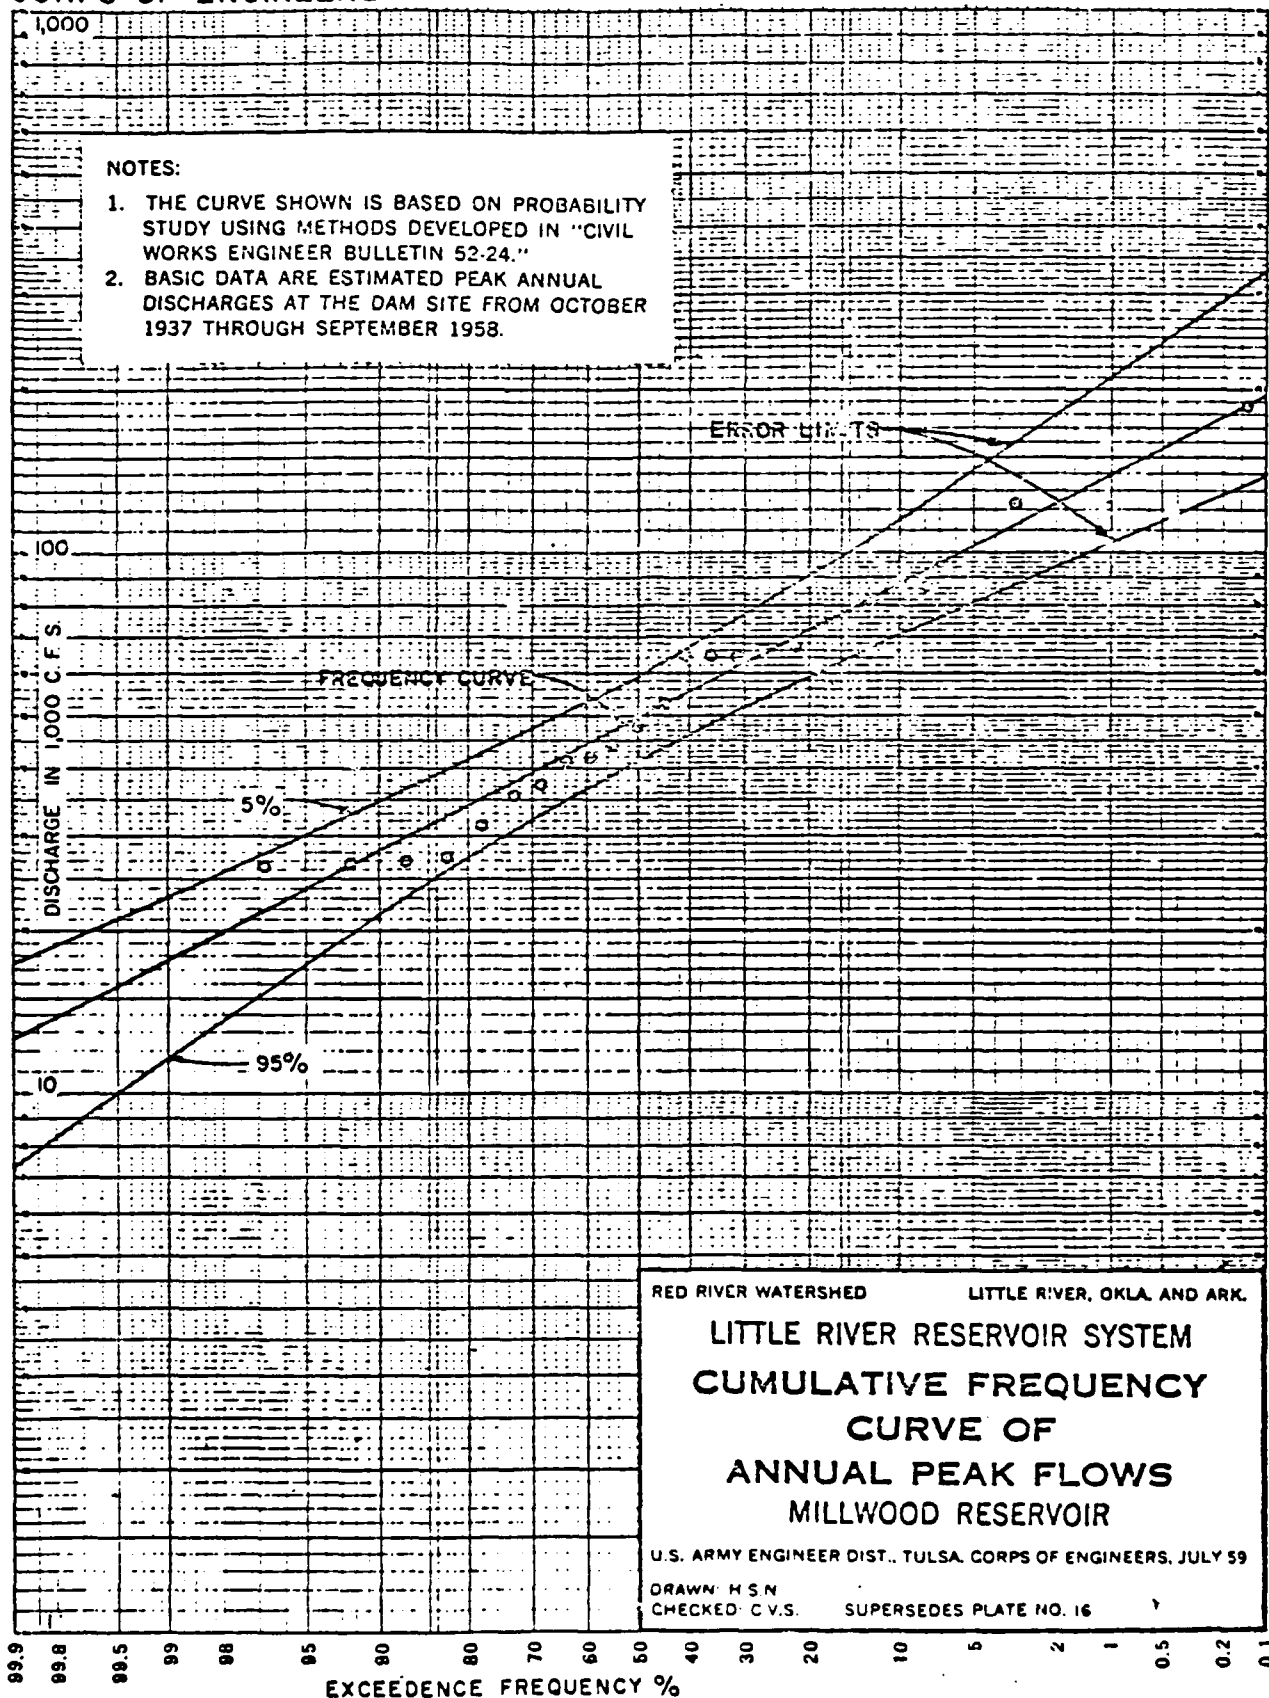 CORPS OF ENGINEERS
1,000
NOTES:
1. THE CURVE SHOWN IS BASED ON PROBABILITY
STUDY USING METHODS DEVELOPED IN "CIVIL
WORKS ENGINEER BULLETIN 52-24."
2. BASIC DATA ARE ESTIMATED PEAK ANNUAL
DISCHARGES AT THE DAM SITE FROM OCTOBER
1937 THROUGH SEPTEMBER 1958.
ERROR LIMITS
100
DISCHARGE IN 1,000 C.F.S.
FREQUENCY CURVE
5%
95%
10
RED RIVER WATERSHED LITTLE RIVER, OKLA. AND ARK.
LITTLE RIVER RESERVOIR SYSTEM
CUMULATIVE FREQUENCY
CURVE OF
ANNUAL PEAK FLOWS
MILLWOOD RESERVOIR
U.S. ARMY ENGINEER DIST., TULSA, CORPS OF ENGINEERS, JULY 59
DRAWN: H.S.N
CHECKED: C.V.S. SUPERSEDES PLATE NO. 16
99.9 99.8 99.5 99 98 95 90 80 70 60 50 40 30 20 10 5 2 1 0.5 0.2 0.1
EXCEEDENCE FREQUENCY %